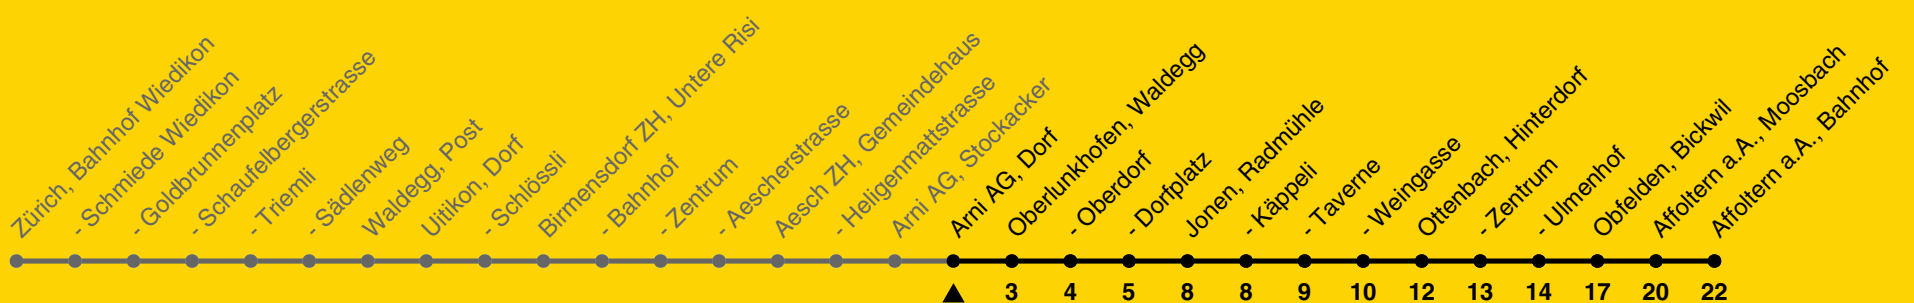 Zürich, Bahnhof Wiedikon
- Schmiede Wiedikon
- Goldbrunnenplatz
- Schaufelbergerstrasse
- Triemli
- Sädlenweg
Waldegg, Post
Uitikon, Dorf
- Schlössli
Birmensdorf ZH, Untere Risi
- Bahnhof
- Zentrum
- Aescherstrasse
Aesch ZH, Gemeindehaus
- Heligenmattstrasse
Arni AG, Stockacker
Arni AG, Dorf
Oberlunkhofen, Waldegg
- Oberdorf
- Dorfplatz
Jonen, Radmühle
- Käppeli
- Taverne
- Weingasse
Ottenbach, Hinterdorf
- Zentrum
- Ulmenhof
Obfelden, Bickwil
Affoltern a.A., Moosbach
Affoltern a.A., Bahnhof
3 4 5 8 8 9 10 12 13 14 17 20 22